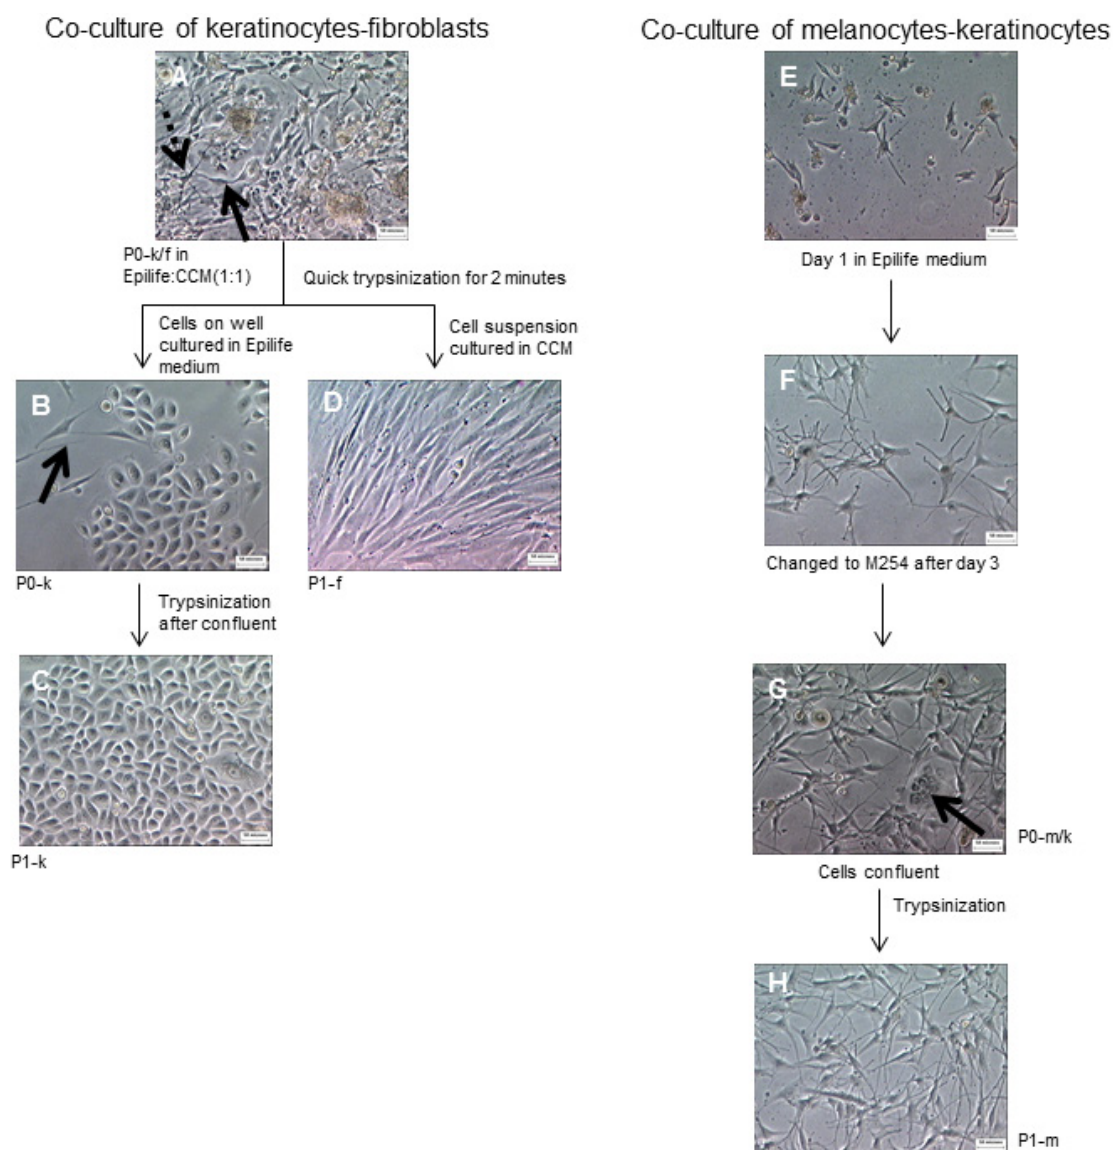 Co-culture of keratinocytes-fibroblasts
A
P0-k/f in
Epilife:CCM(1:1)
Quick trypsinization for 2 minutes
Cells on well
cultured in Epilife
medium
Cell suspension
cultured in CCM
B
P0-k
D
P1-f
Trypsinization
after confluent
C
P1-k
Co-culture of melanocytes-keratinocytes
E
Day 1 in Epilife medium
F
Changed to M254 after day 3
G
P0-m/k
Cells confluent
Trypsinization
H
P1-m